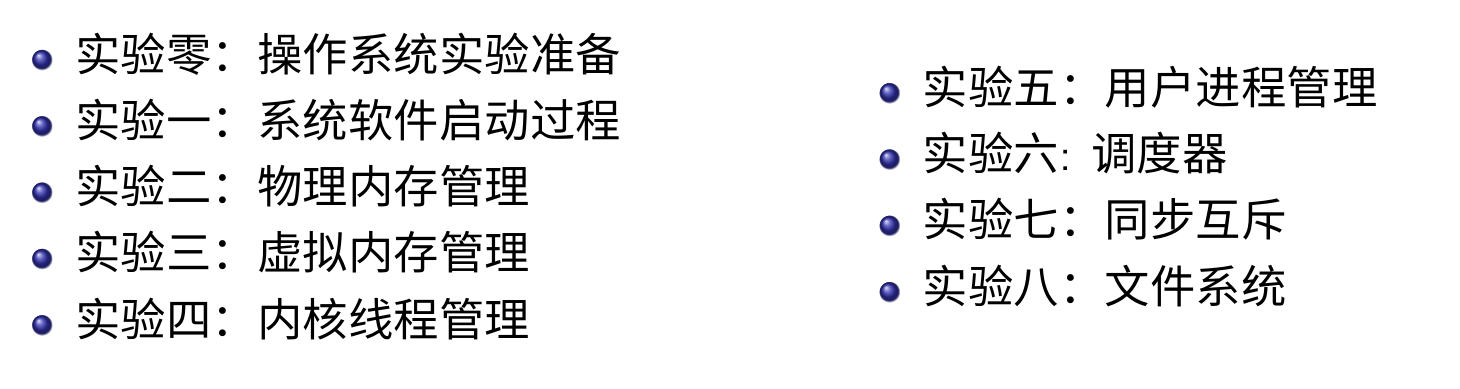 实验零：操作系统实验准备
实验一：系统软件启动过程
实验二：物理内存管理
实验三：虚拟内存管理
实验四：内核线程管理
实验五：用户进程管理
实验六: 调度器
实验七：同步互斥
实验八：文件系统